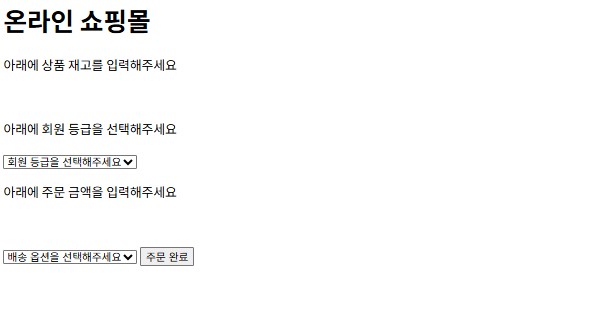 온라인 쇼핑몰
아래에 상품 재고를 입력해주세요
아래에 회원 등급을 선택해주세요
회원 등급을 선택해주세요
아래에 주문 금액을 입력해주세요
배송 옵션을 선택해주세요 주문 완료